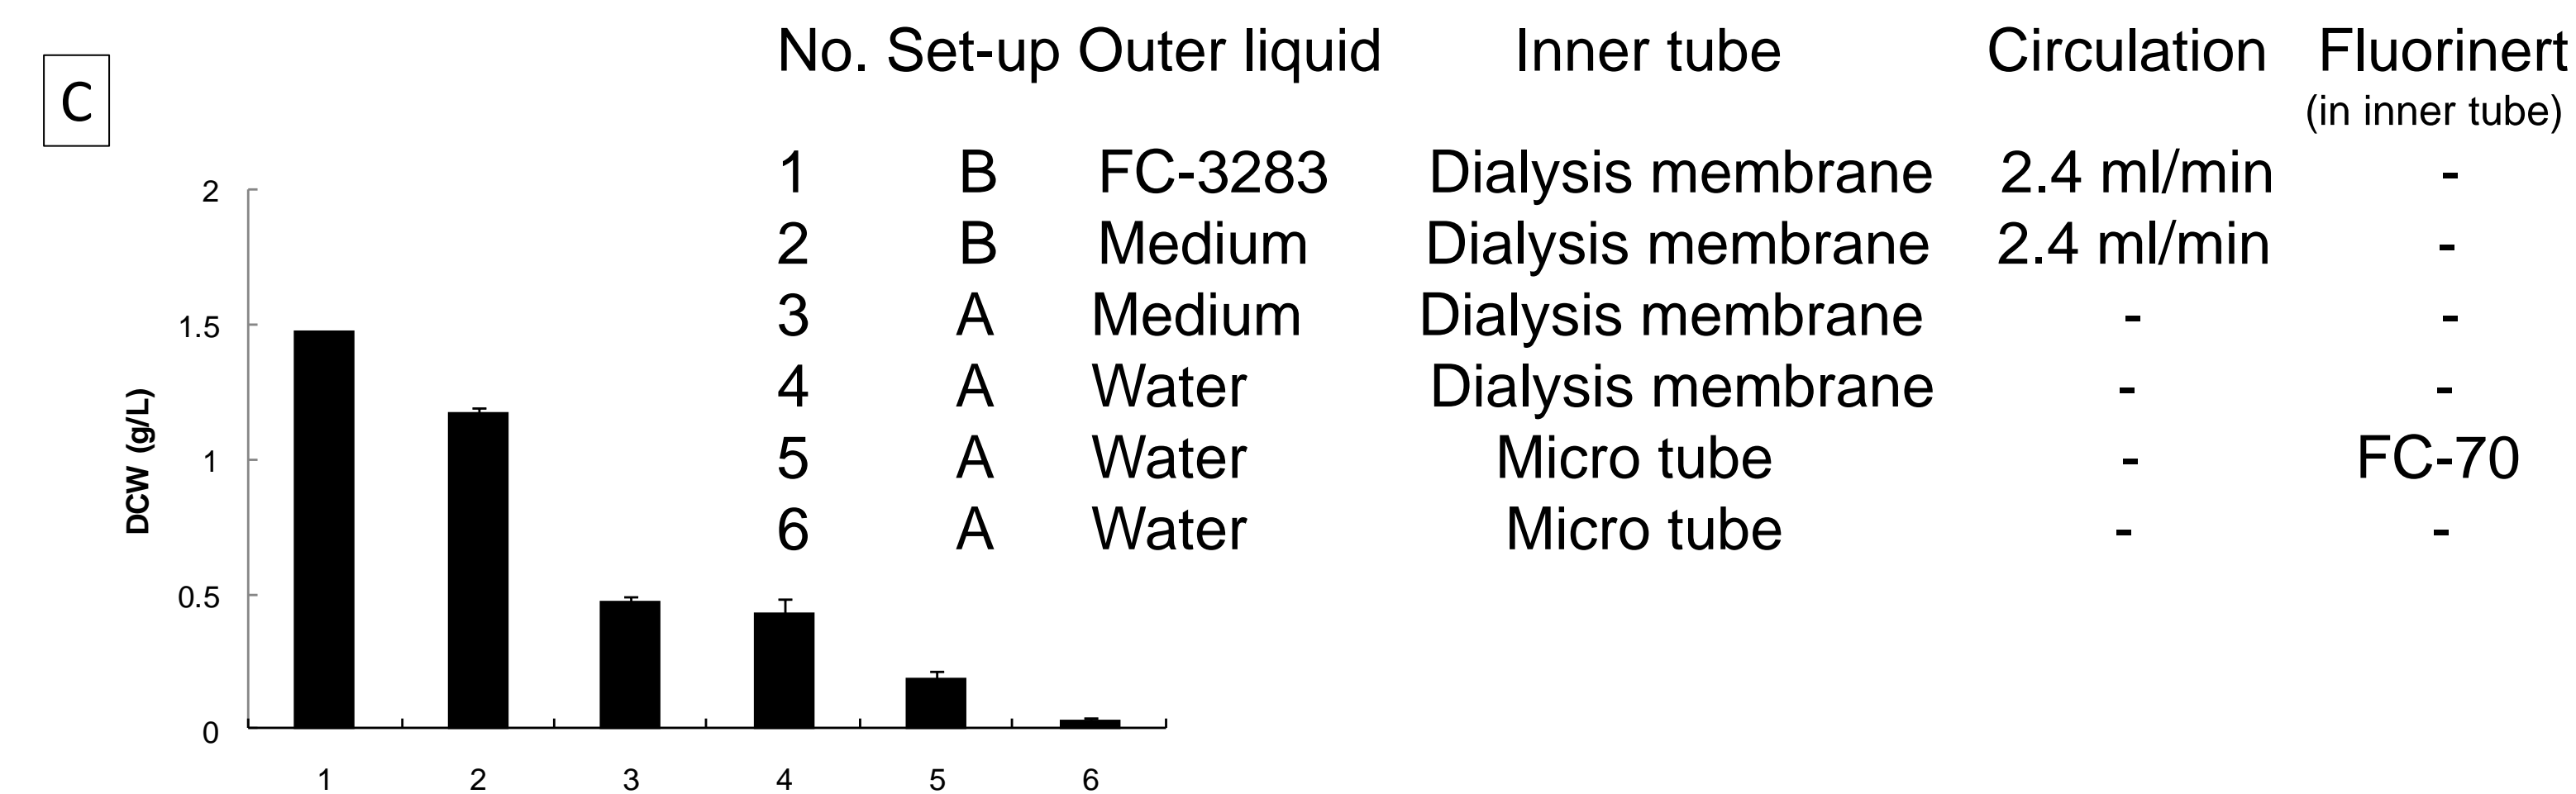 C
No. Set-up Outer liquid Inner tube Circulation Fluorinert
(in inner tube)
1 B FC-3283 Dialysis membrane 2.4 ml/min -
2 B Medium Dialysis membrane 2.4 ml/min -
3 A Medium Dialysis membrane - -
4 A Water Dialysis membrane - -
5 A Water Micro tube - FC-70
6 A Water Micro tube - -
DCW (g/L)
2
1.5
1
0.5
0
1 2 3 4 5 6